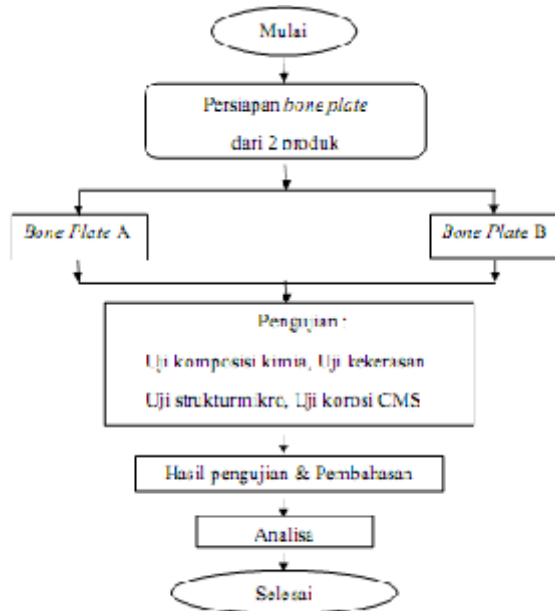 Mulai
Persiapan bone plate
dari 2 produk
Bone Plate A
Bone Plate B
Pengujian :
Uji komposisi kimia, Uji kekerasan
Uji strukturmikro, Uji korosi CMS
Hasil pengujian & Pembahasan
Analisa
Selesai